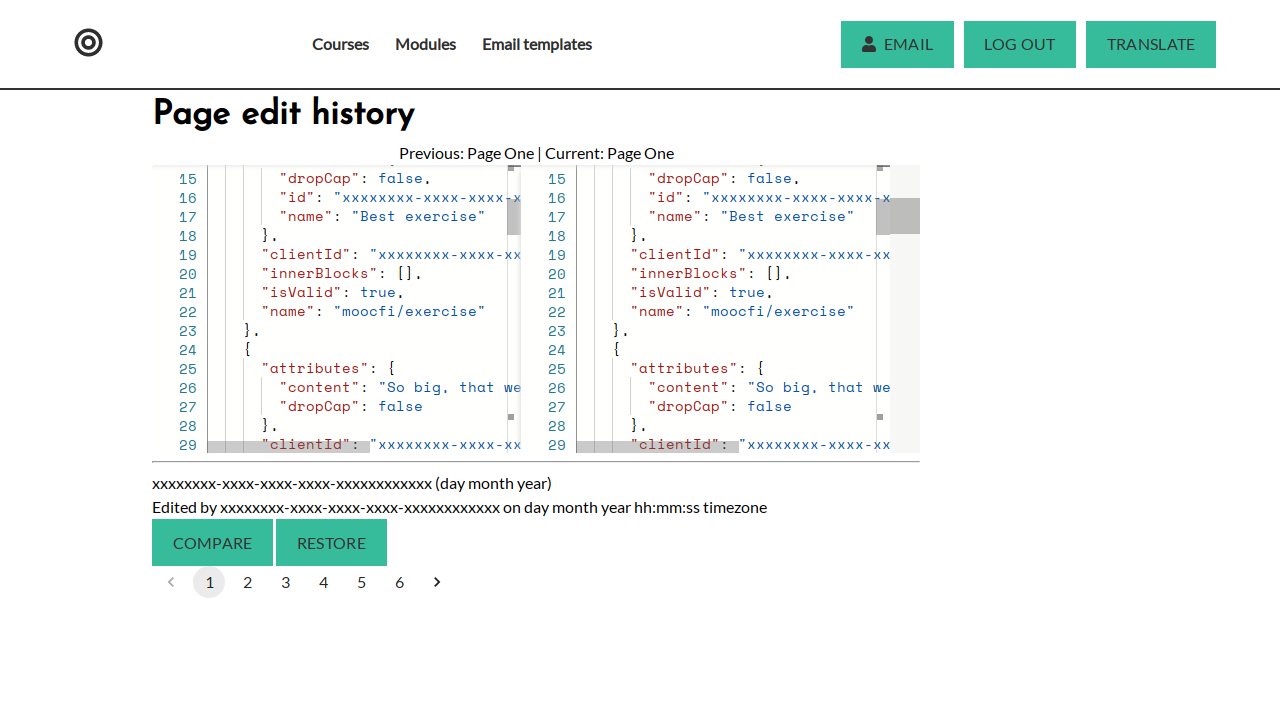 Courses Modules Email templates EMAIL LOG OUT TRANSLATE
Page edit history
Previous: Page One | Current: Page One
15 "dropCap": false,
16 "id": "xxxxxxxx-xxxx-xxxx-x
17 "name": "Best exercise"
18 },
19 "clientId": "xxxxxxxx-xxxx-xx
20 "innerBlocks": [],
21 "isValid": true,
22 "name": "moocfi/exercise"
23 },
24 {
25 "attributes": {
26 "content": "So big, that we
27 "dropCap": false
28 },
29 "clientId": "xxxxxxxx-xxxx-xx
15 "dropCap": false,
16 "id": "xxxxxxxx-xxxx-xxxx-x
17 "name": "Best exercise"
18 },
19 "clientId": "xxxxxxxx-xxxx-xx
20 "innerBlocks": [],
21 "isValid": true,
22 "name": "moocfi/exercise"
23 },
24 {
25 "attributes": {
26 "content": "So big, that we
27 "dropCap": false
28 },
29 "clientId": "xxxxxxxx-xxxx-xx
xxxxxxxx-xxxx-xxxx-xxxx-xxxxxxxxxxxx (day month year)
Edited by xxxxxxxx-xxxx-xxxx-xxxx-xxxxxxxxxxxx on day month year hh:mm:ss timezone
COMPARE RESTORE
1 2 3 4 5 6